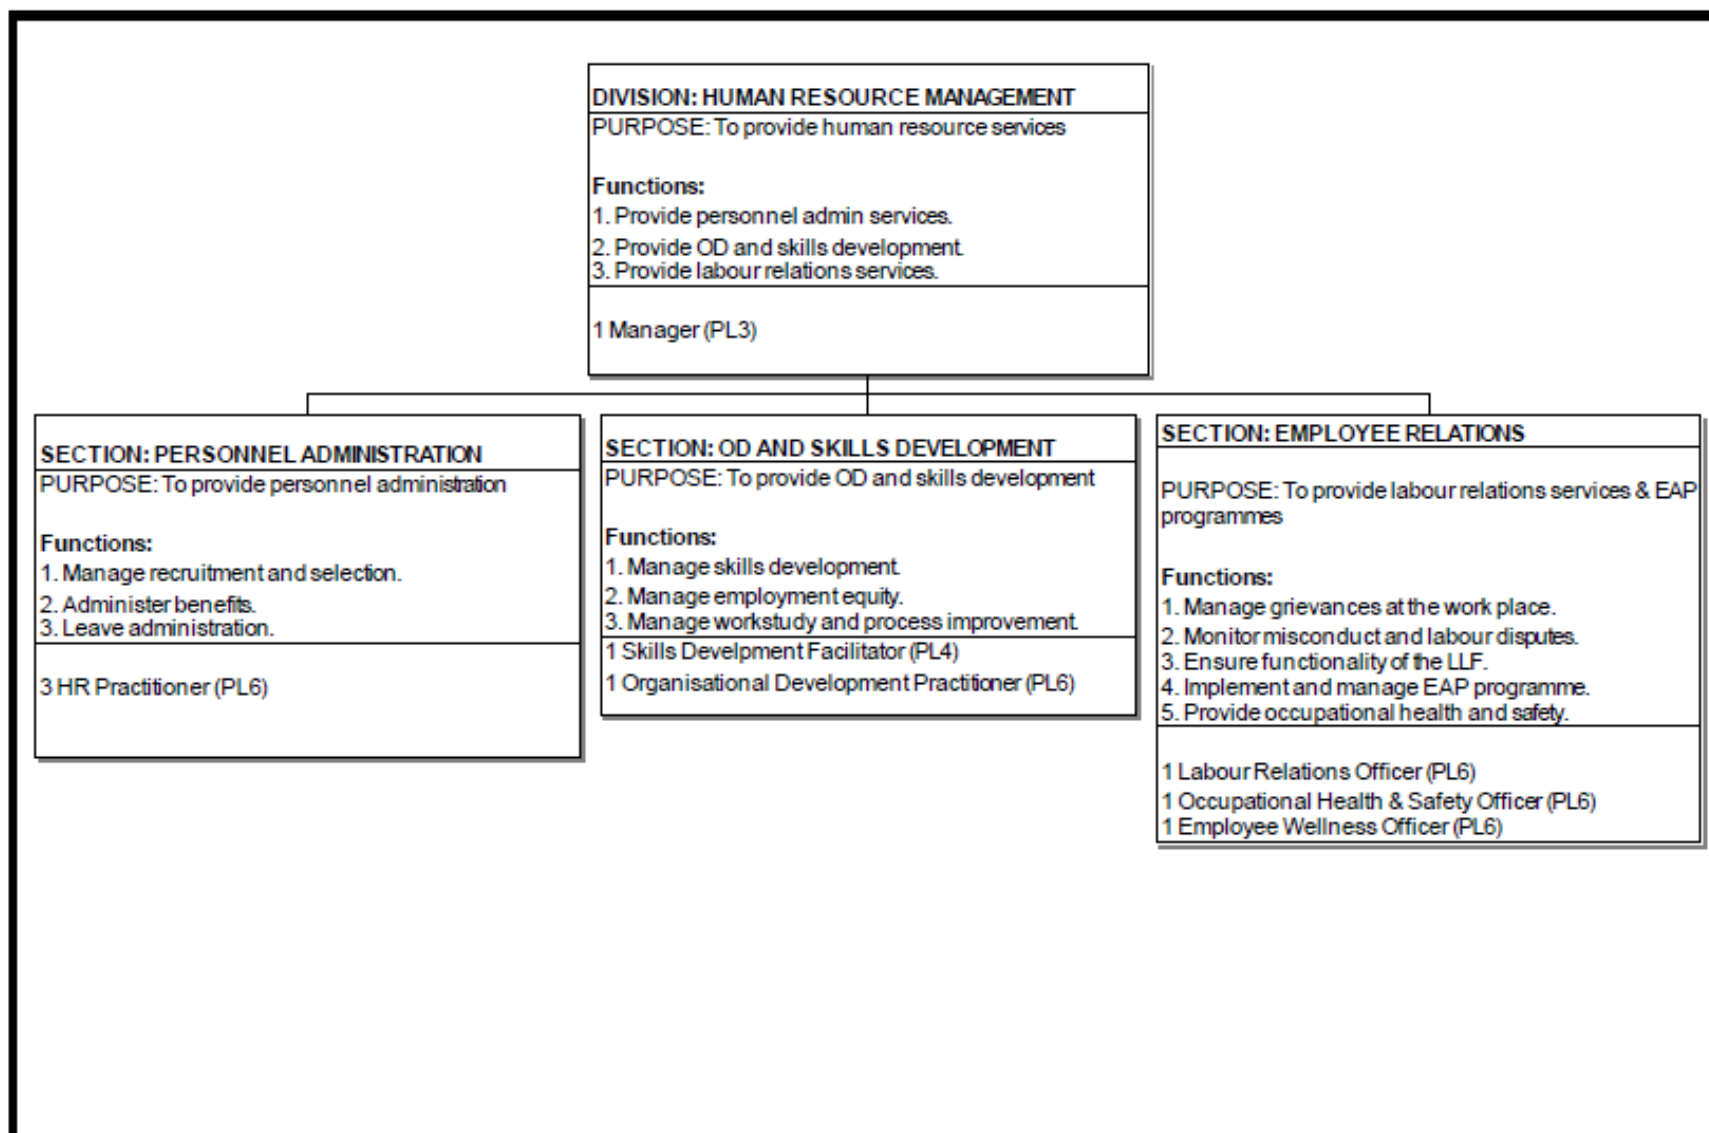 DIVISION: HUMAN RESOURCE MANAGEMENT
PURPOSE: To provide human resource services
Functions:
1. Provide personnel admin services.
2. Provide OD and skills development.
3. Provide labour relations services.
1 Manager (PL3)
SECTION: PERSONNEL ADMINISTRATION
PURPOSE: To provide personnel administration
Functions:
1. Manage recruitment and selection.
2. Administer benefits.
3. Leave administration.
3 HR Practitioner (PL6)
SECTION: OD AND SKILLS DEVELOPMENT
PURPOSE: To provide OD and skills development
Functions:
1. Manage skills development.
2. Manage employment equity.
3. Manage workstudy and process improvement.
1 Skills Develpment Facilitator (PL4)
1 Organisational Development Practitioner (PL6)
SECTION: EMPLOYEE RELATIONS
PURPOSE: To provide labour relations services & EAP
programmes
Functions:
1. Manage grievances at the work place.
2. Monitor misconduct and labour disputes.
3. Ensure functionality of the LLF.
4. Implement and manage EAP programme.
5. Provide occupational health and safety.
1 Labour Relations Officer (PL6)
1 Occupational Health & Safety Officer (PL6)
1 Employee Wellness Officer (PL6)